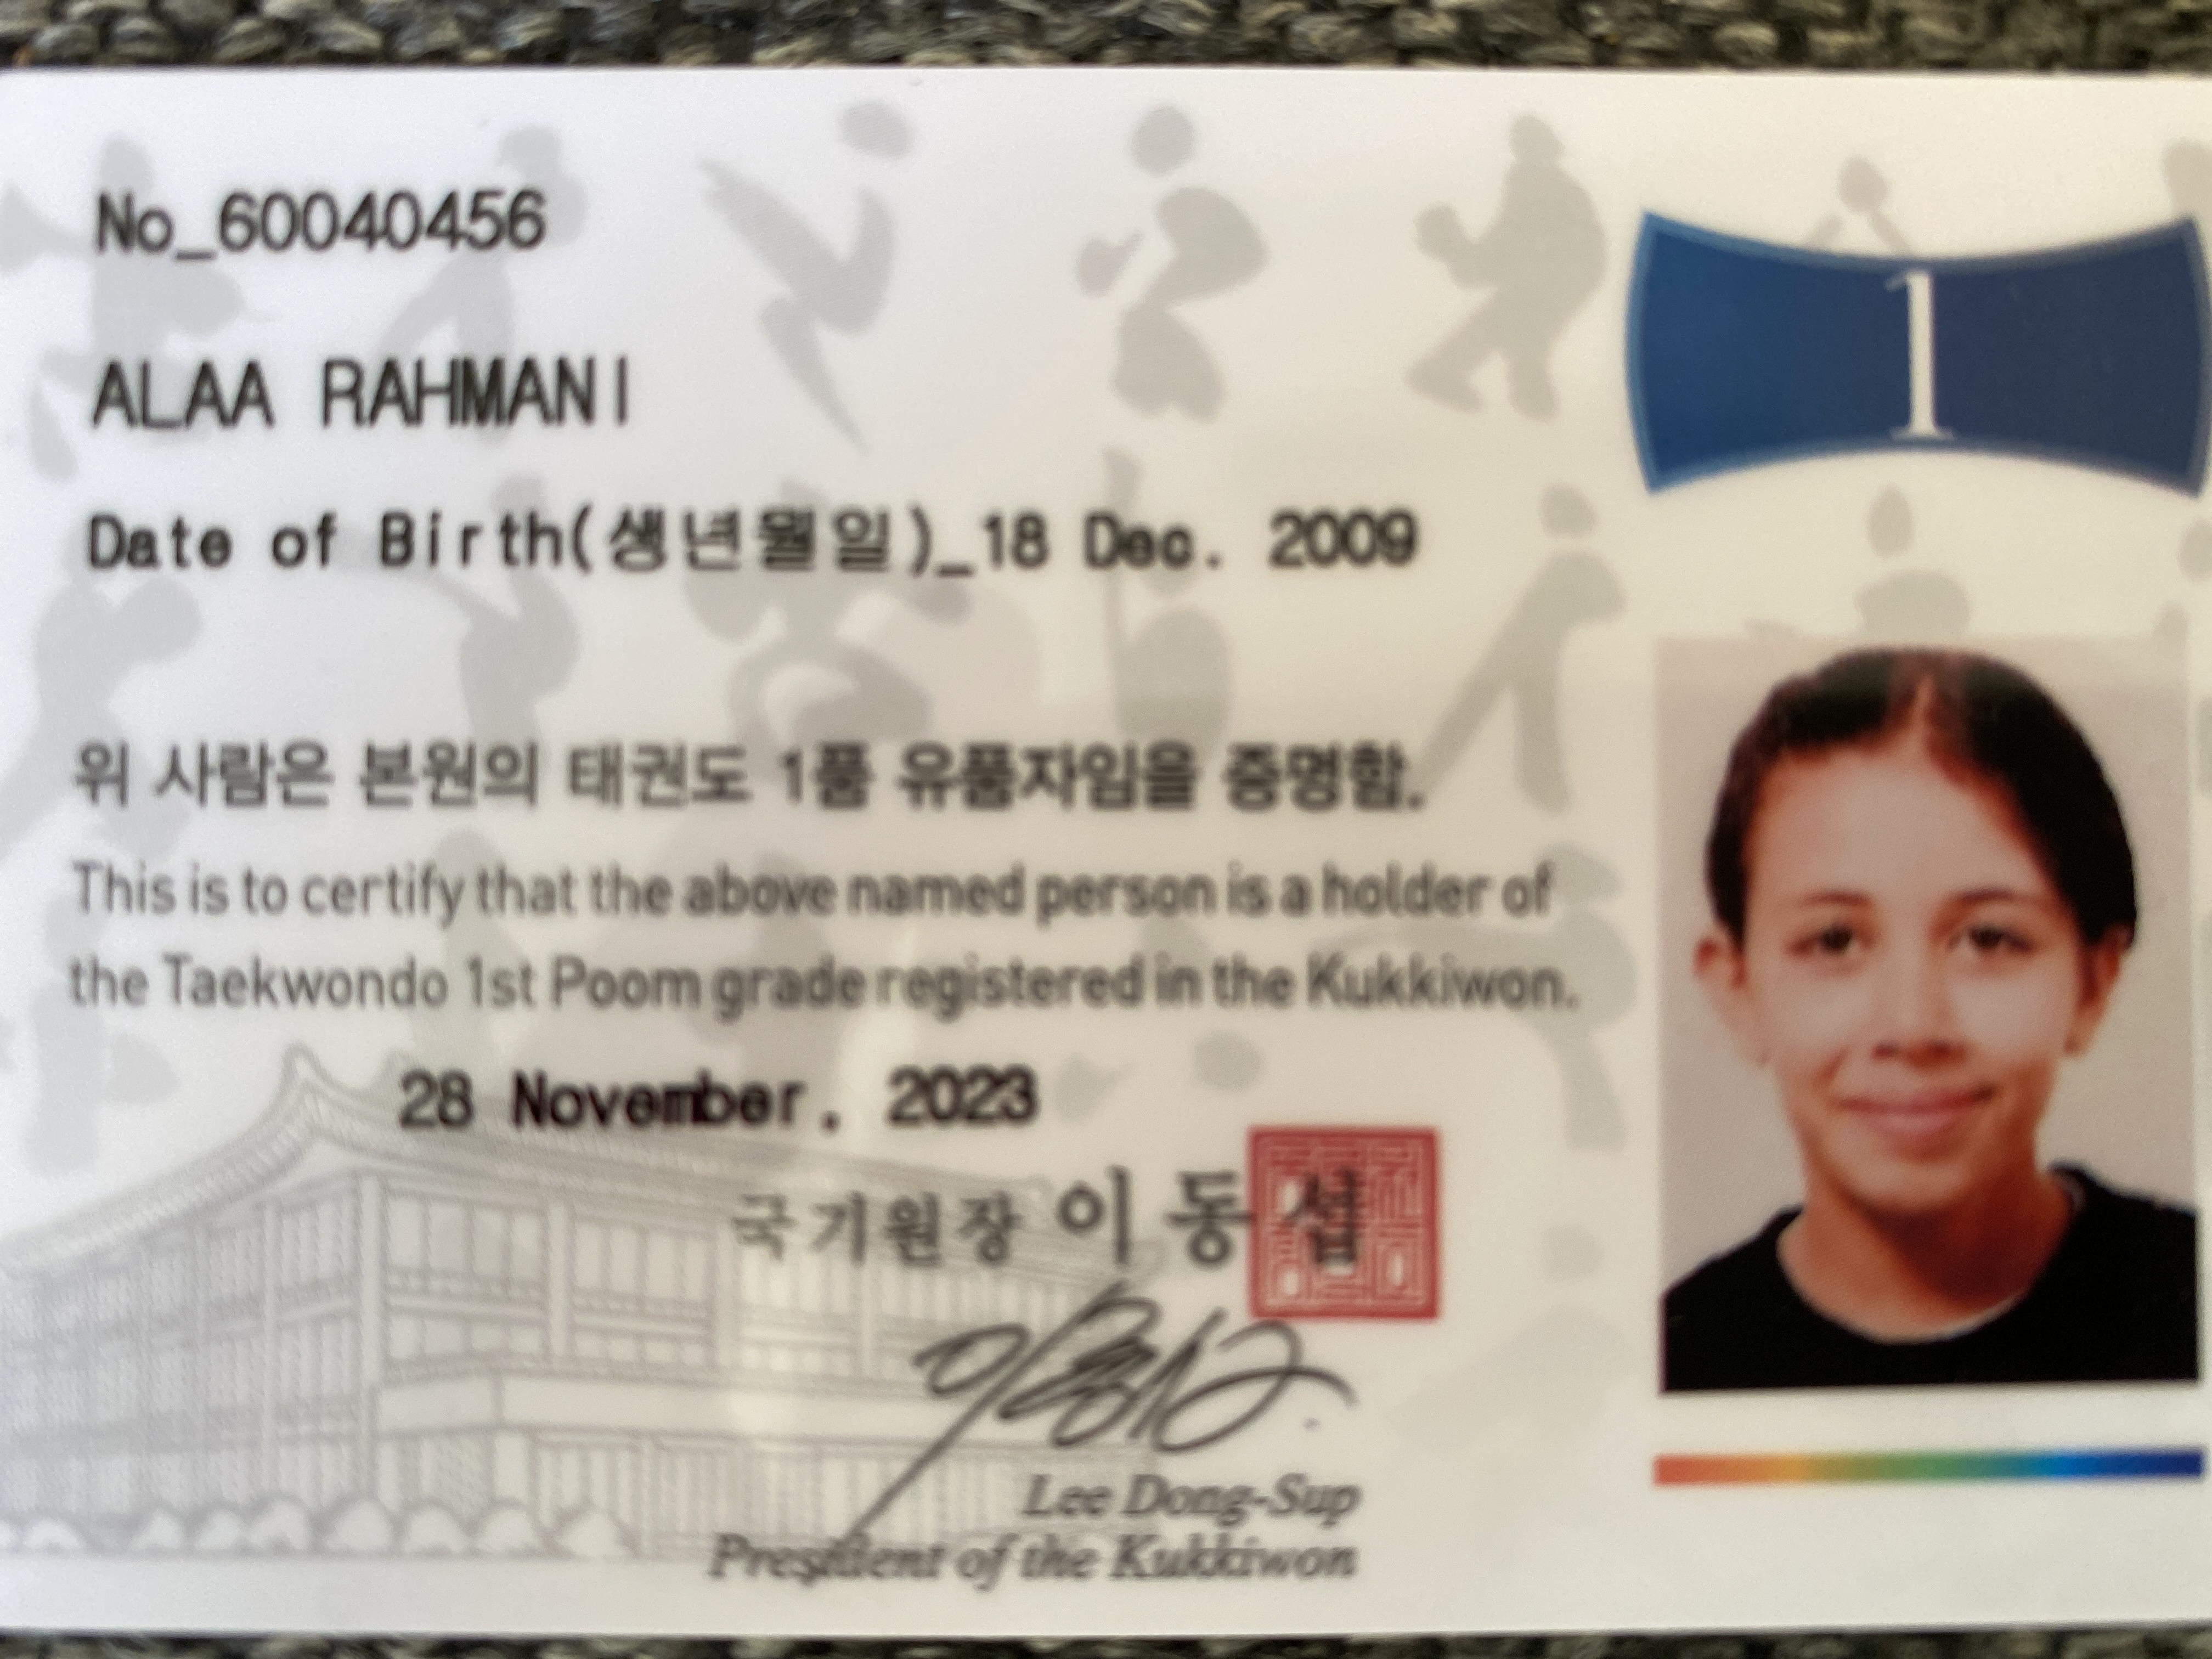 No_60040456
1
ALAA RAHMANI
Date of Birth(생년월일)_18 Dec. 2009
위 사람은 본원의 태권도 1품 유품자임을 증명함.
This is to certify that the above named person is a holder of
the Taekwondo 1st Poom grade registered in the Kukkiwon.
28 November, 2023
국기원장 이동섭
Lee Dong-Sup
President of the Kukkiwon